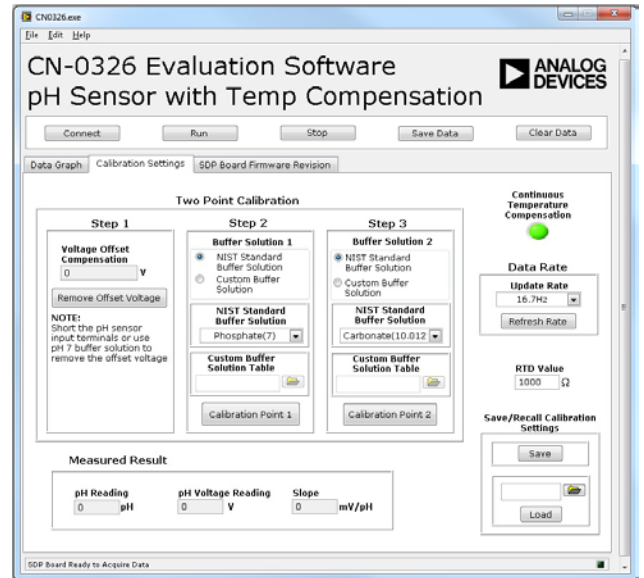 CN0326.exe
File Edit Help
CN-0326 Evaluation Software
pH Sensor with Temp Compensation
ANALOG
DEVICES
Connect Run Stop Save Data Clear Data
Data Graph Calibration Settings SDP Board Firmware Revision
Two Point Calibration
Step 1
Voltage Offset
Compensation
0 V
Remove Offset Voltage
NOTE:
Short the pH sensor
input terminals or use
pH 7 buffer solution to
remove the offset voltage
Step 2
Buffer Solution 1
NIST Standard
Buffer Solution
Custom Buffer
Solution
NIST Standard
Buffer Solution
Phosphate(7)
Custom Buffer
Solution Table
Calibration Point 1
Step 3
Buffer Solution 2
NIST Standard
Buffer Solution
Custom Buffer
Solution
NIST Standard
Buffer Solution
Carbonate(10.012
Custom Buffer
Solution Table
Calibration Point 2
Continuous
Temperature
Compensation
Data Rate
Update Rate
16.7Hz
Refresh Rate
RTD Value
1000 Ω
Save/Recall Calibration
Settings
Save
Load
Measured Result
pH Reading pH Voltage Reading Slope
0 pH 0 V 0 mV/pH
SDP Board Ready to Acquire Data